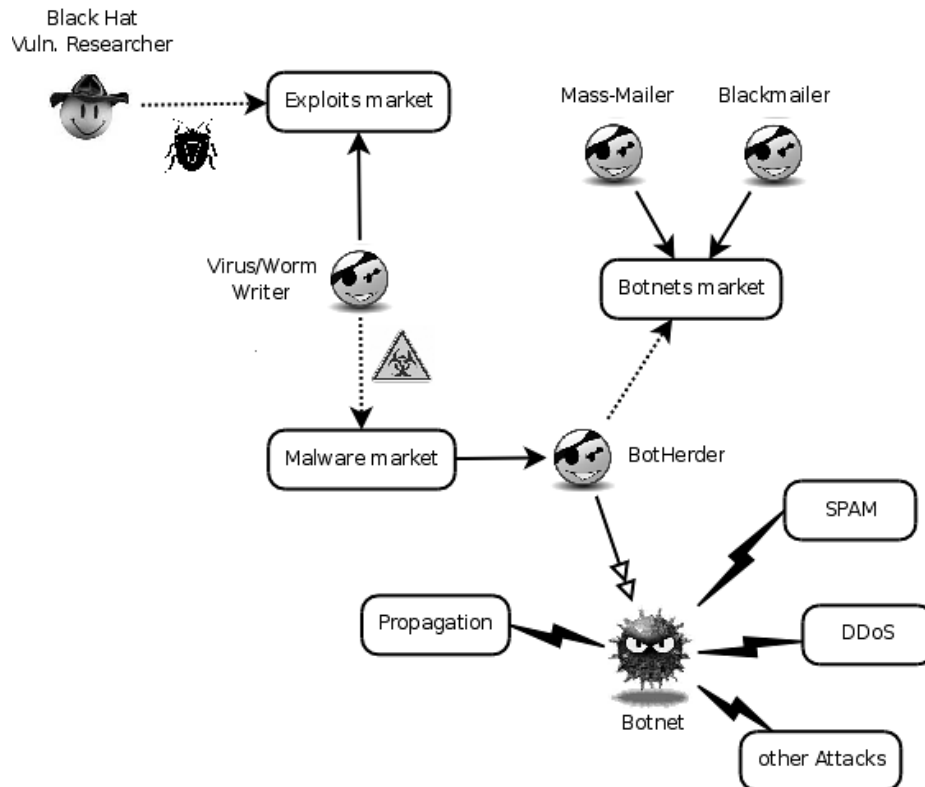 Black Hat
Vuln. Researcher
Exploits market
Mass-Mailer
Blackmailer
Virus/Worm
Writer
Botnets market
Malware market
BotHerder
SPAM
Propagation
DDoS
Botnet
other Attacks